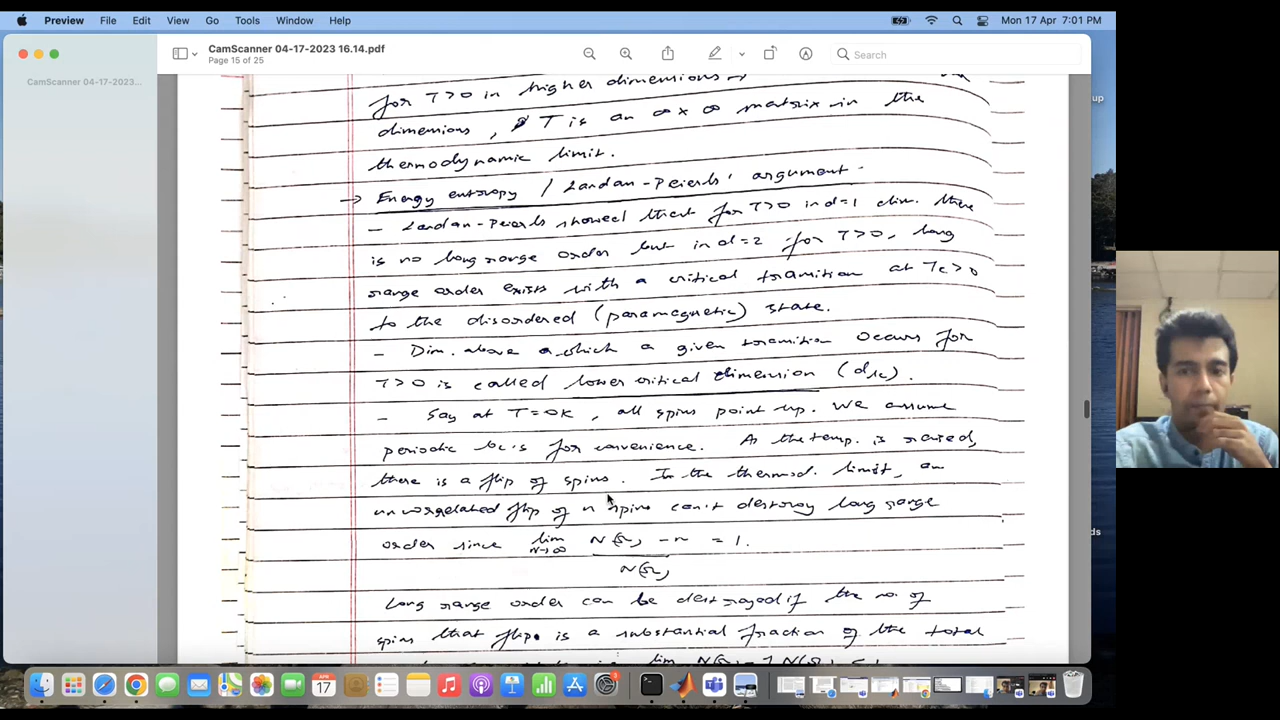 Preview File Edit View Go Tools Window Help
Mon 17 Apr 7:01 PM
CamScanner 04-17-2023 16.14.pdf
Page 15 of 25
Search
CamScanner 04-17-2023...
for T>0 in higher dimensions
dimensions, T is an ∞ x ∞ matrix in the
thermodynamic limit.
→ Energy entropy / Landau-Peierls' argument -
- Landau-Peierls showed that for T>0 in d=1 dim. there
is no long range order but in d=2 for T>0, long
range order exists with a critical transition at Tc>0
to the disordered (paramagnetic) state.
- Dim. above which a given transition occurs for
T>0 is called lower critical dimension (dlc).
- Say at T=0K, all spins point up. We assume
periodic bc's for convenience. As the temp. is raised,
there is a flip of spins. In the thermod. limit, an
uncorrelated flip of n spins can't destroy long range
order since lim N→∞ N(Ω) - n = 1.
N(Ω)
Long range order can be destroyed if the no. of
spins that flip is a substantial fraction of the total
17